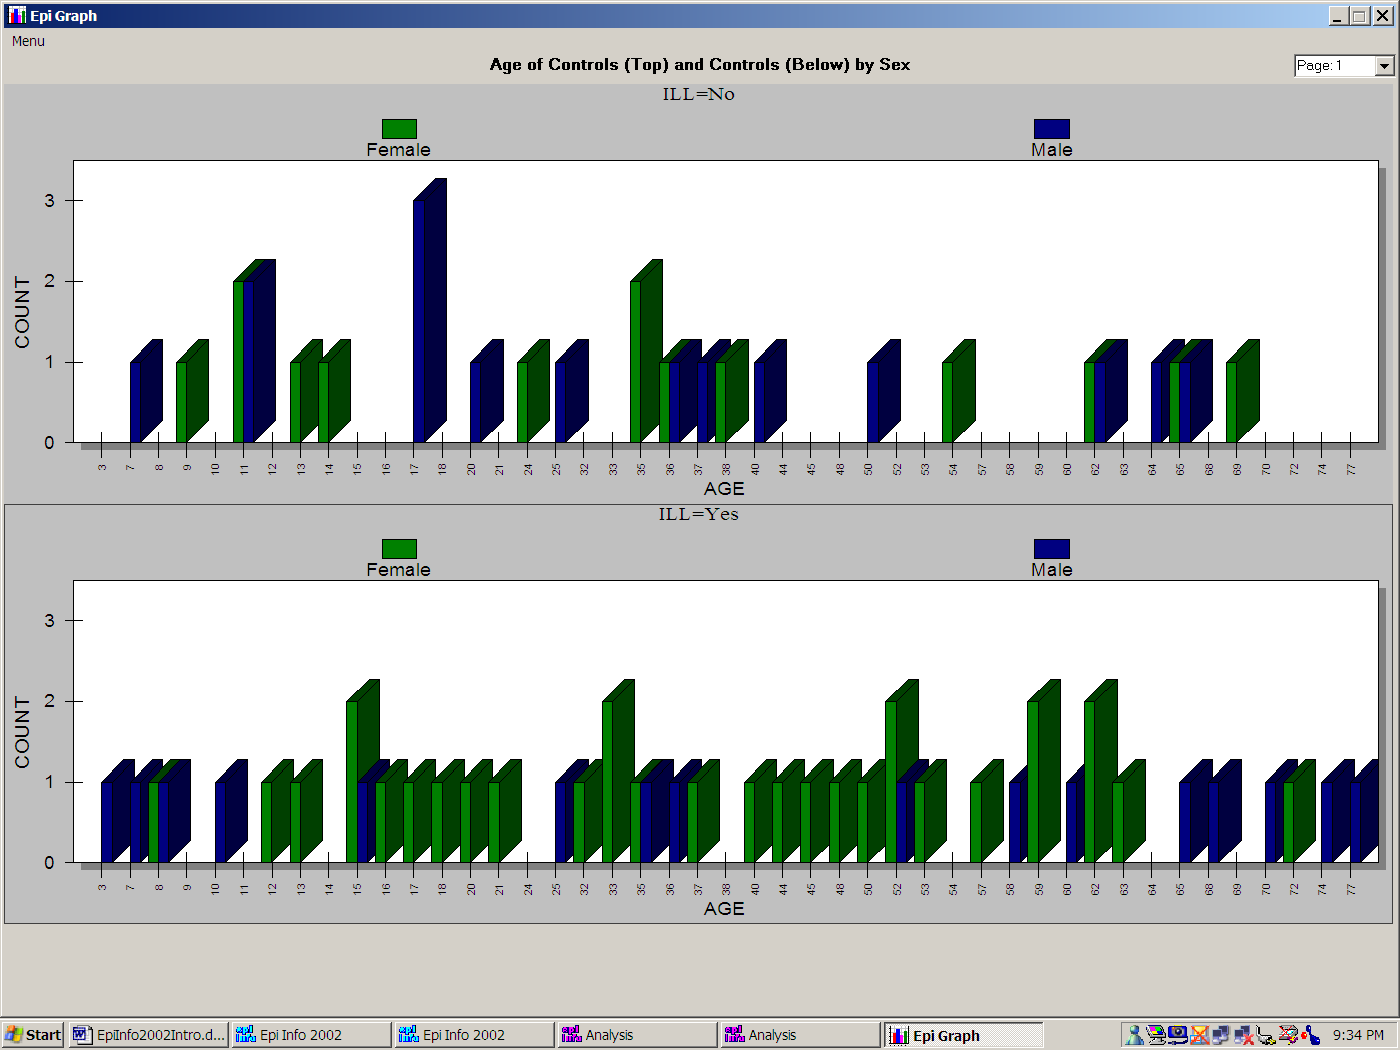 Epi Graph
Menu
Age of Controls (Top) and Controls (Below) by Sex
Page: 1
ILL=No
Female Male
3
2
1
0
COUNT
3 7 8 9 10 11 12 13 14 15 16 17 18 20 21 24 25 32 33 35 36 37 38 40 44 45 48 50 52 53 54 57 58 59 60 62 63 64 65 68 69 70 72 74 77
AGE
ILL=Yes
Female Male
3
2
1
0
COUNT
3 7 8 9 10 11 12 13 14 15 16 17 18 20 21 24 25 32 33 35 36 37 38 40 44 45 48 50 52 53 54 57 58 59 60 62 63 64 65 68 69 70 72 74 77
AGE
Start EpiInfo2002Intro.d... Epi Info 2002 Epi Info 2002 Analysis Analysis Epi Graph 9:34 PM